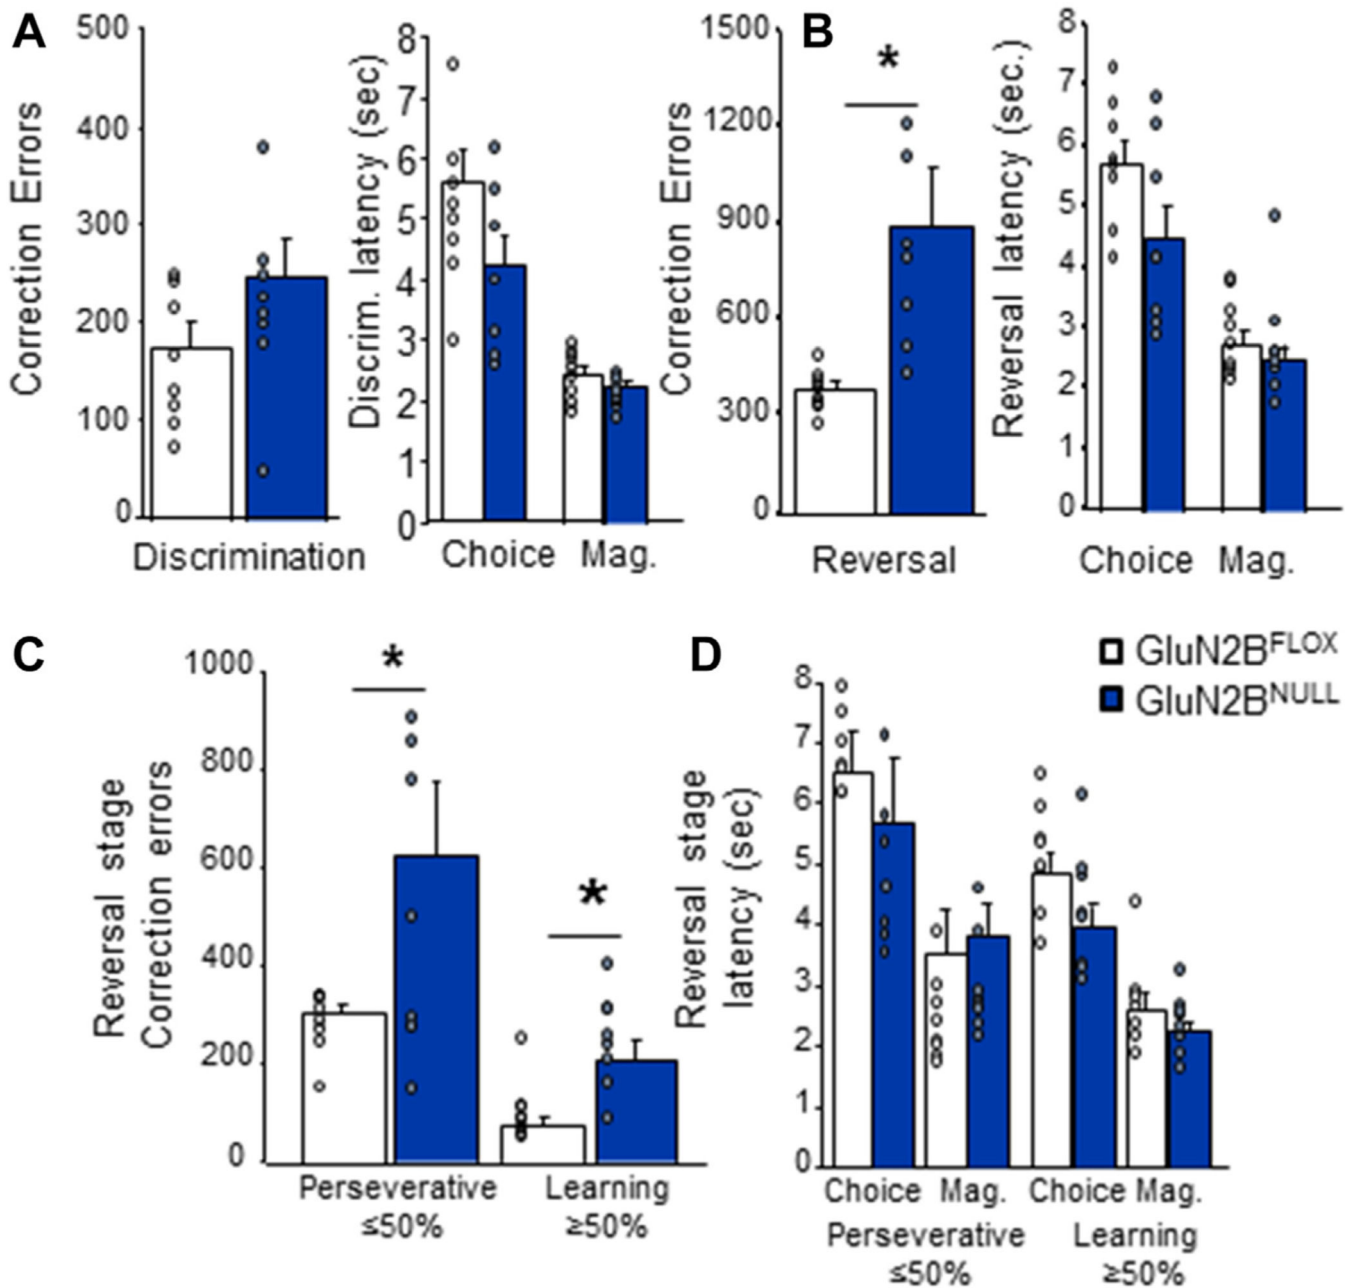 A
Correction Errors
500
400
300
200
100
0
Discrimination
Discrim. latency (sec)
8
7
6
5
4
3
2
1
0
Choice Mag.
B
Correction Errors
1500
1200
900
600
300
0
*
Reversal
Reversal latency (sec.)
8
7
6
5
4
3
2
1
0
Choice Mag.
C
Reversal stage
Correction errors
1000
800
600
400
200
0
*
*
Perseverative
≤50%
Learning
≥50%
D
GluN2BFLOX
GluN2BNULL
Reversal stage
latency (sec)
8
7
6
5
4
3
2
1
0
Choice Mag. Choice Mag.
Perseverative
≤50%
Learning
≥50%